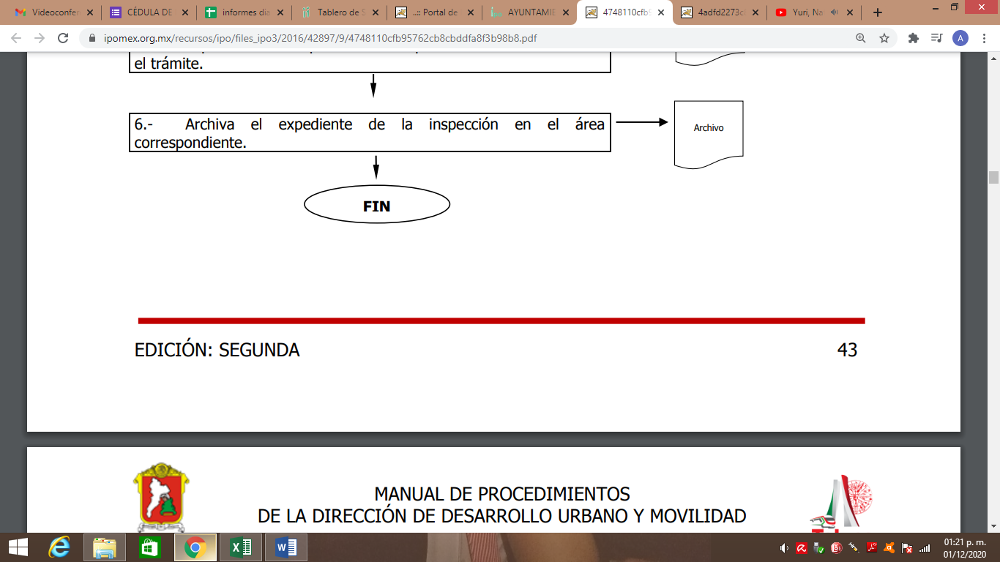 Videoconfer
CÉDULA DE
informes dia
Tablero de S
..:: Portal de
AYUNTAMIE
4748110cfb9
4adfd2273c
Yuri, Na
ipomex.org.mx/recursos/ipo/files_ipo3/2016/42897/9/4748110cfb95762cb8cbddfa8f3b98b8.pdf
A
el trámite.
6.- Archiva el expediente de la inspección en el área
correspondiente.
Archivo
FIN
EDICIÓN: SEGUNDA 43
MANUAL DE PROCEDIMIENTOS
DE LA DIRECCIÓN DE DESARROLLO URBANO Y MOVILIDAD
01:21 p. m.
01/12/2020